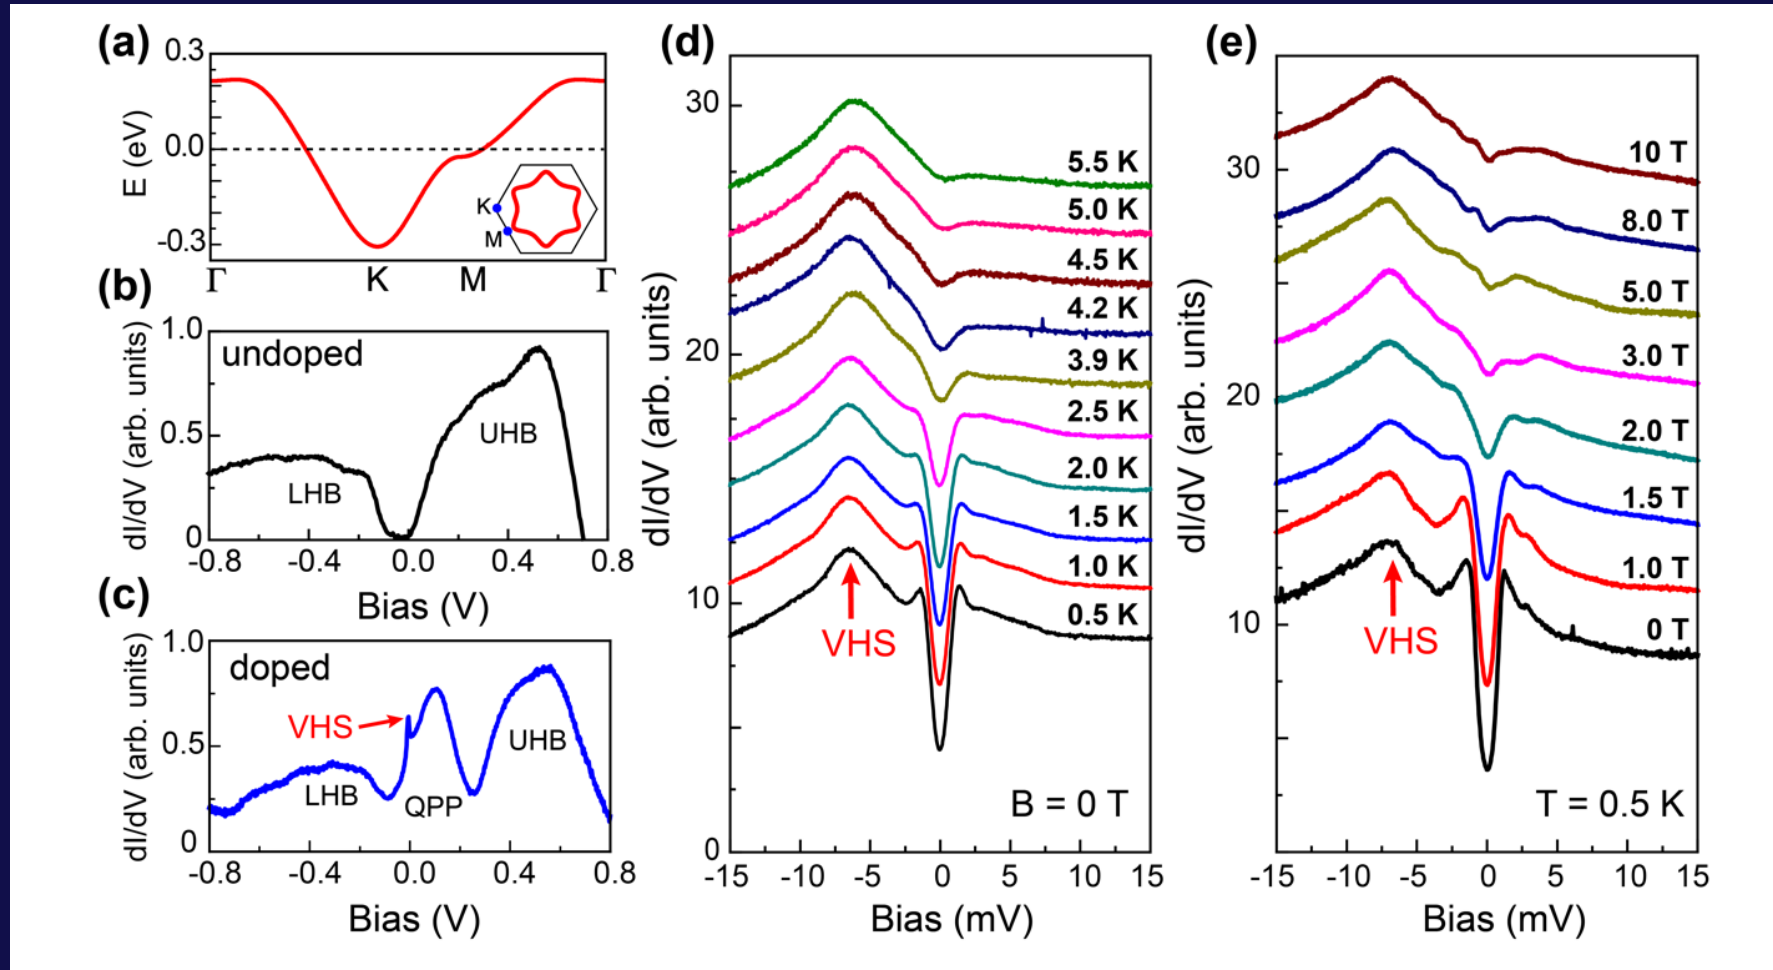 (a)
0.3
0.0
-0.3
E (eV)
K
M
Γ K M Γ
(b)
1.0
0.5
0
dI/dV (arb. units)
undoped
UHB
LHB
-0.8 -0.4 0.0 0.4 0.8
Bias (V)
(c)
1.0
0.5
0
dI/dV (arb. units)
doped
VHS
UHB
LHB
QPP
-0.8 -0.4 0.0 0.4 0.8
Bias (V)
(d)
30
20
10
0
dI/dV (arb. units)
5.5 K
5.0 K
4.5 K
4.2 K
3.9 K
2.5 K
2.0 K
1.5 K
1.0 K
0.5 K
VHS
B = 0 T
-15 -10 -5 0 5 10 15
Bias (mV)
(e)
30
20
10
dI/dV (arb. units)
10 T
8.0 T
5.0 T
3.0 T
2.0 T
1.5 T
1.0 T
0 T
VHS
T = 0.5 K
-15 -10 -5 0 5 10 15
Bias (mV)